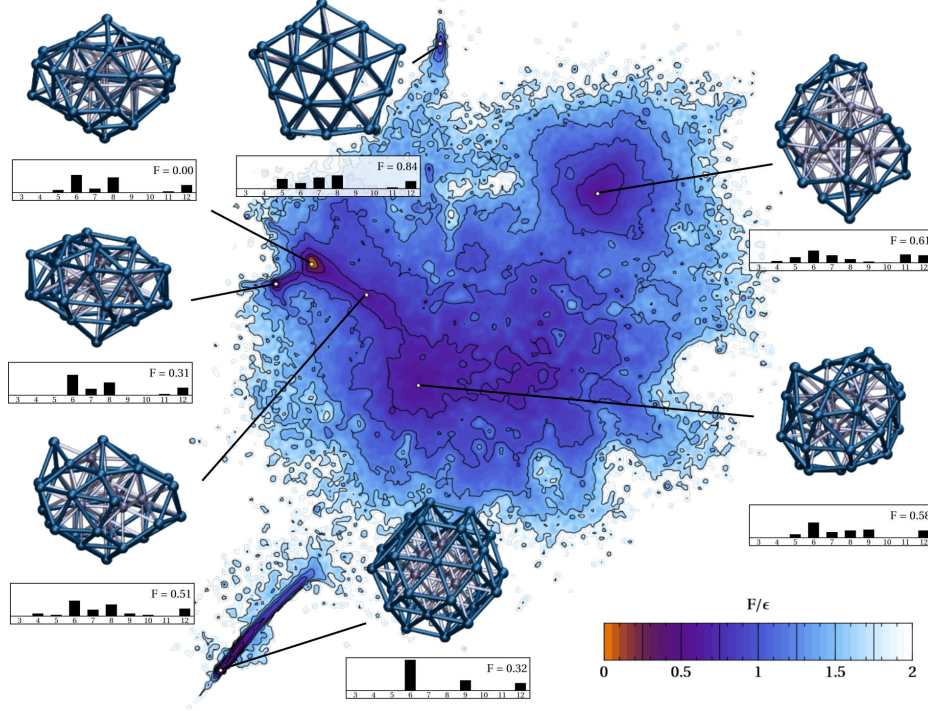 F = 0.00
3 4 5 6 7 8 9 10 11 12
F = 0.84
3 4 5 6 7 8 9 10 11 12
F = 0.61
3 4 5 6 7 8 9 10 11 12
F = 0.31
3 4 5 6 7 8 9 10 11 12
F = 0.58
3 4 5 6 7 8 9 10 11 12
F = 0.51
3 4 5 6 7 8 9 10 11 12
F = 0.32
3 4 5 6 7 8 9 10 11 12
F/ϵ
0 0.5 1 1.5 2